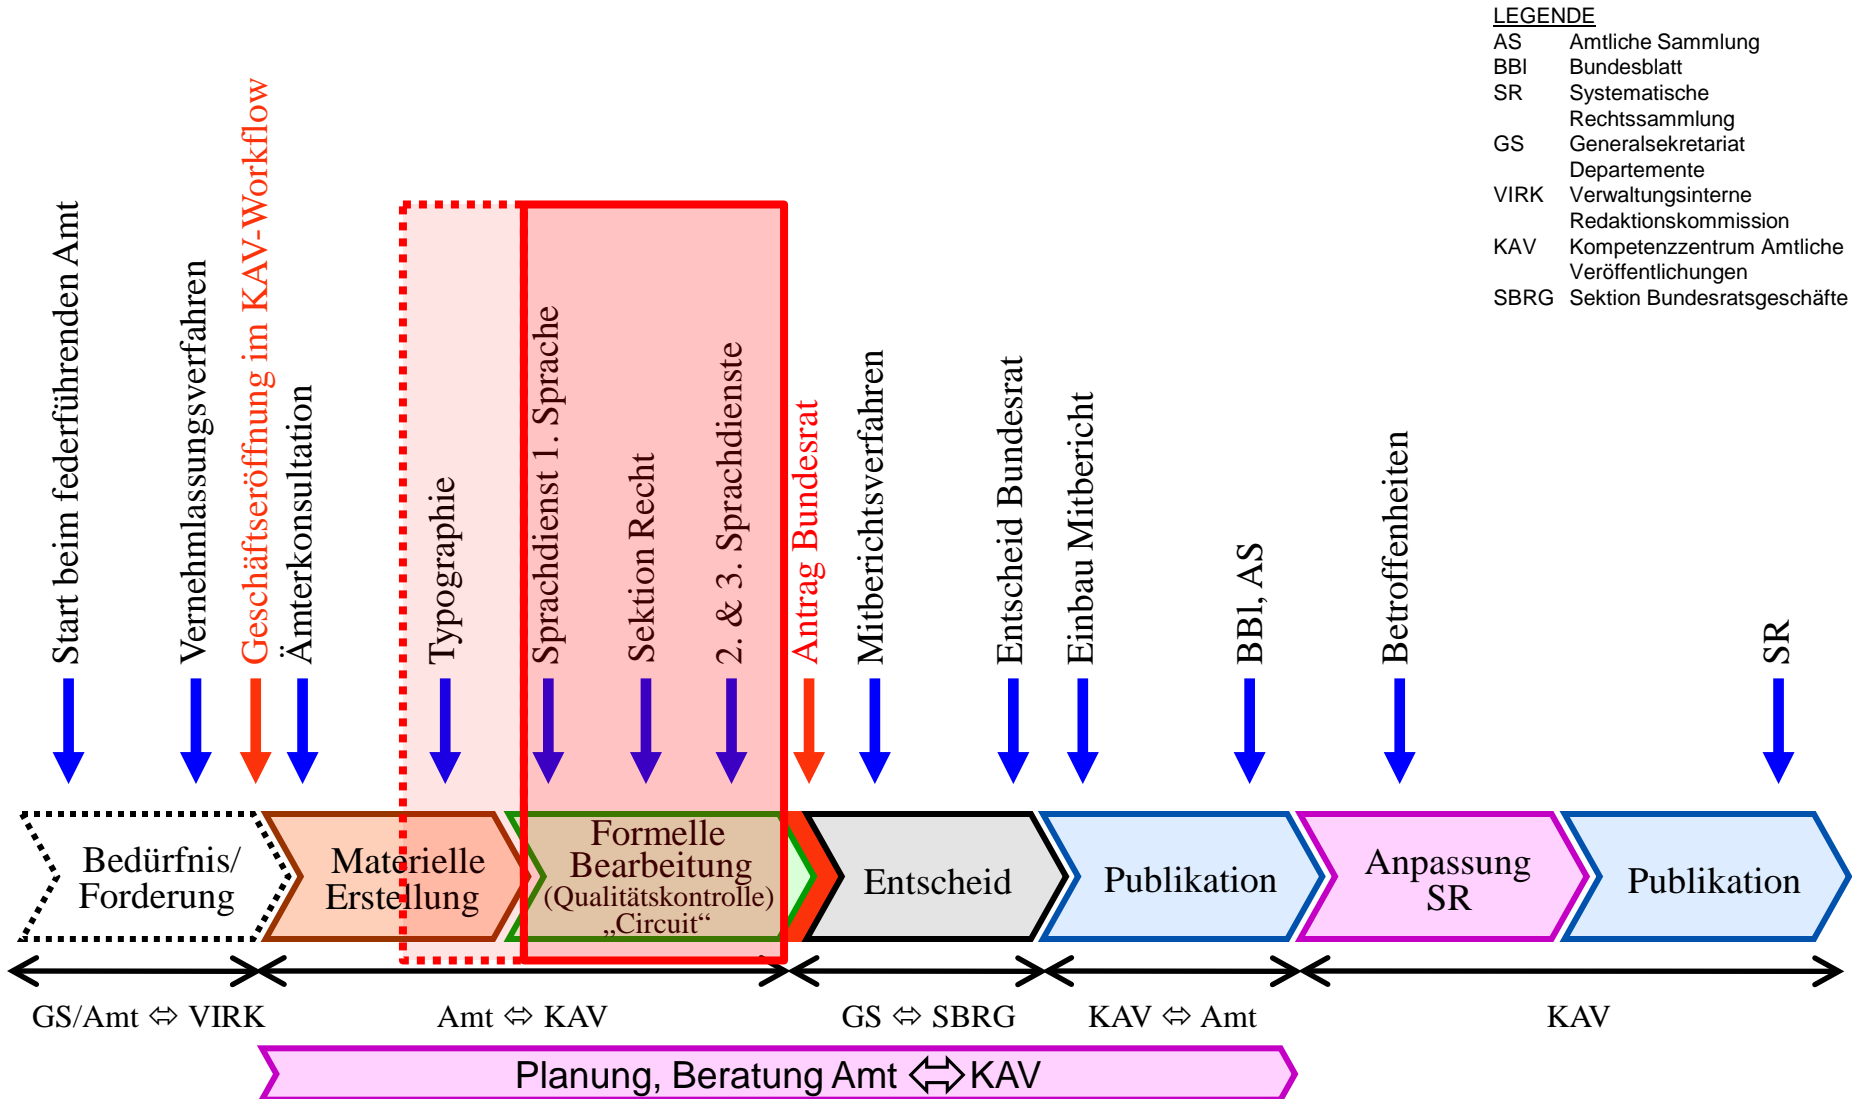 LEGENDE
AS Amtliche Sammlung
BBl Bundesblatt
SR Systematische
Rechtssammlung
GS Generalsekretariat
Departemente
VIRK Verwaltungsinterne
Redaktionskommission
KAV Kompetenzzentrum Amtliche
Veröffentlichungen
SBRG Sektion Bundesratsgeschäfte
Start beim federführenden Amt
Vernehmlassungsverfahren
Geschäftseröffnung im KAV-Workflow
Ämterkonsultation
Typographie
Sprachdienst 1. Sprache
Sektion Recht
2. & 3. Sprachdienste
Antrag Bundesrat
Mitberichtsverfahren
Entscheid Bundesrat
Einbau Mitbericht
BBl, AS
Betroffenheiten
SR
Bedürfnis/
Forderung
Materielle
Erstellung
Formelle
Bearbeitung
(Qualitätskontrolle)
„Circuit“
Entscheid
Publikation
Anpassung
SR
Publikation
GS/Amt ⇔ VIRK
Amt ⇔ KAV
GS ⇔ SBRG
KAV ⇔ Amt
KAV
Planung, Beratung Amt ⇔ KAV